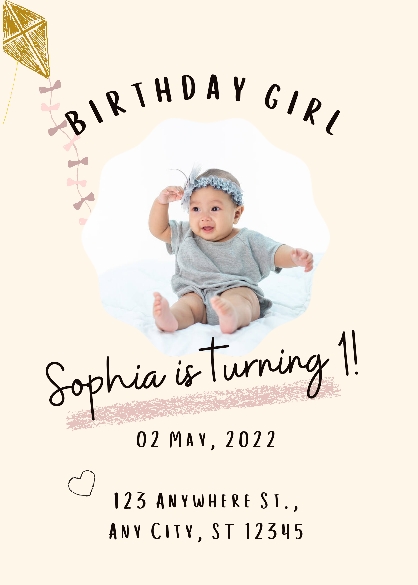 BIRTHDAY GIRL
Sophia is turning 1!
02 MAY, 2022
123 ANYWHERE ST.,
ANY CITY, ST 12345